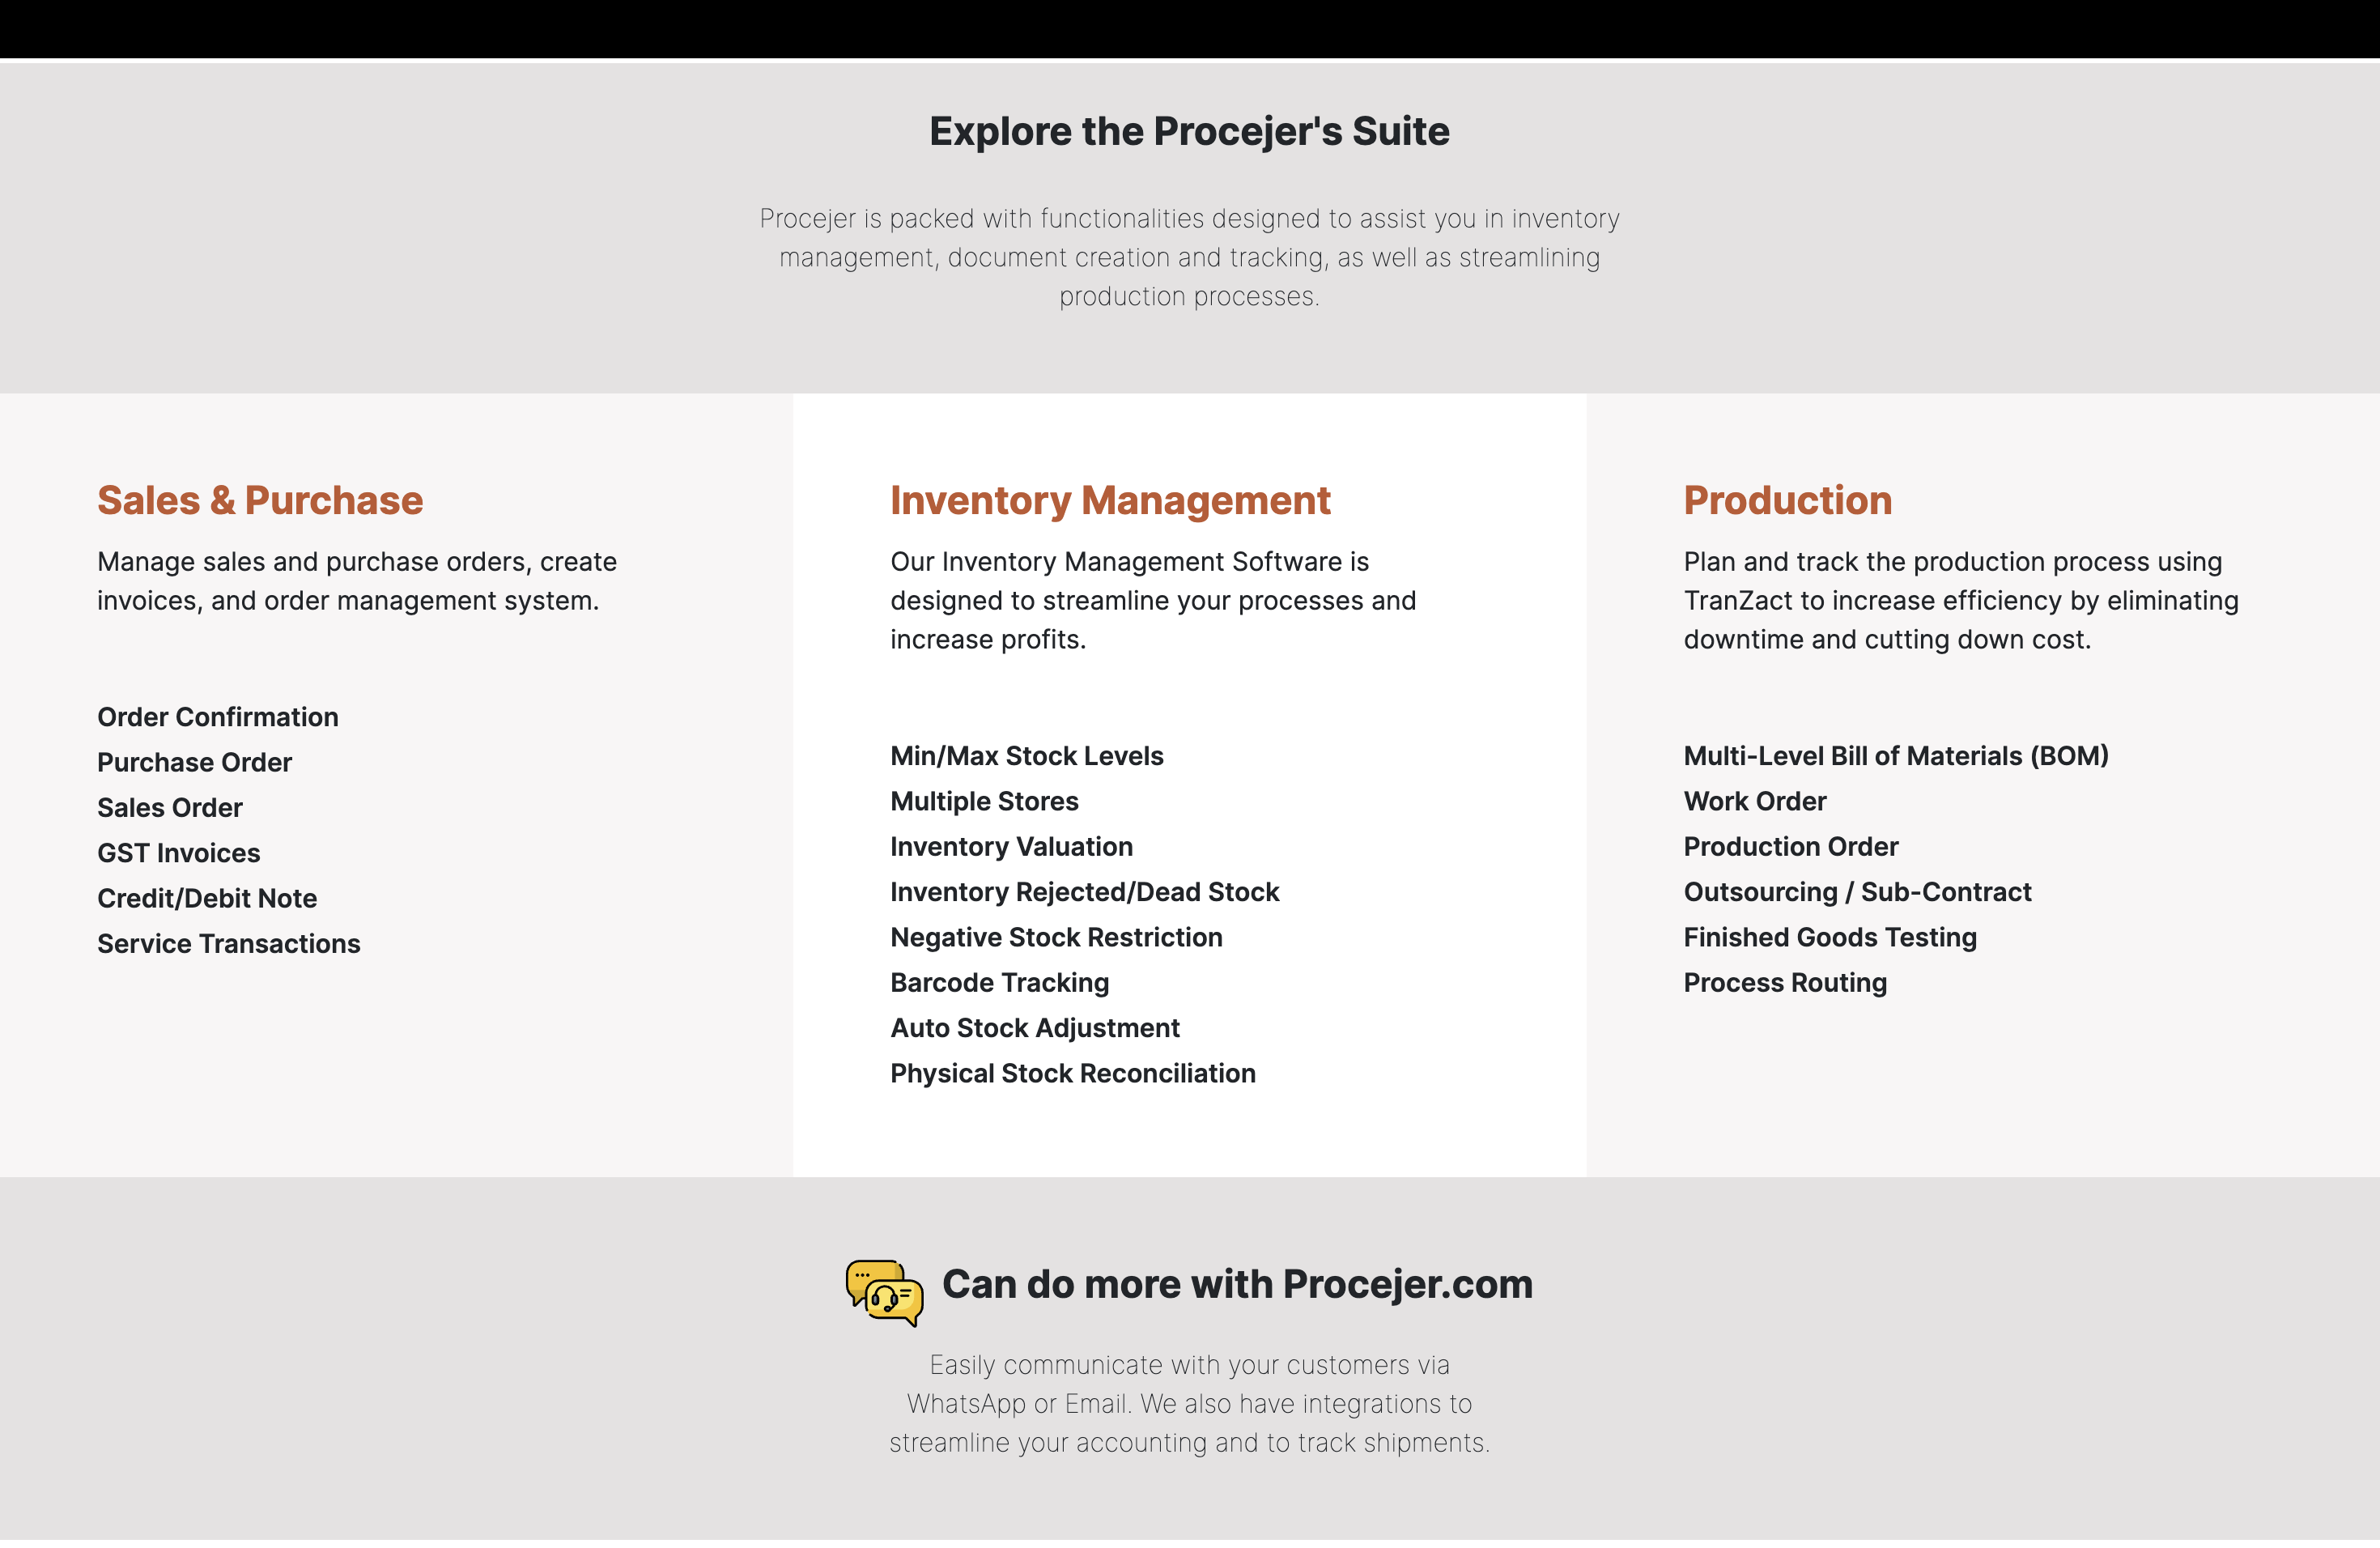 Explore the Procejer's Suite
Procejer is packed with functionalities designed to assist you in inventory
management, document creation and tracking, as well as streamlining
production processes.
Sales & Purchase
Manage sales and purchase orders, create
invoices, and order management system.
Order Confirmation
Purchase Order
Sales Order
GST Invoices
Credit/Debit Note
Service Transactions
Inventory Management
Our Inventory Management Software is
designed to streamline your processes and
increase profits.
Min/Max Stock Levels
Multiple Stores
Inventory Valuation
Inventory Rejected/Dead Stock
Negative Stock Restriction
Barcode Tracking
Auto Stock Adjustment
Physical Stock Reconciliation
Production
Plan and track the production process using
TranZact to increase efficiency by eliminating
downtime and cutting down cost.
Multi-Level Bill of Materials (BOM)
Work Order
Production Order
Outsourcing / Sub-Contract
Finished Goods Testing
Process Routing
Can do more with Procejer.com
Easily communicate with your customers via
WhatsApp or Email. We also have integrations to
streamline your accounting and to track shipments.